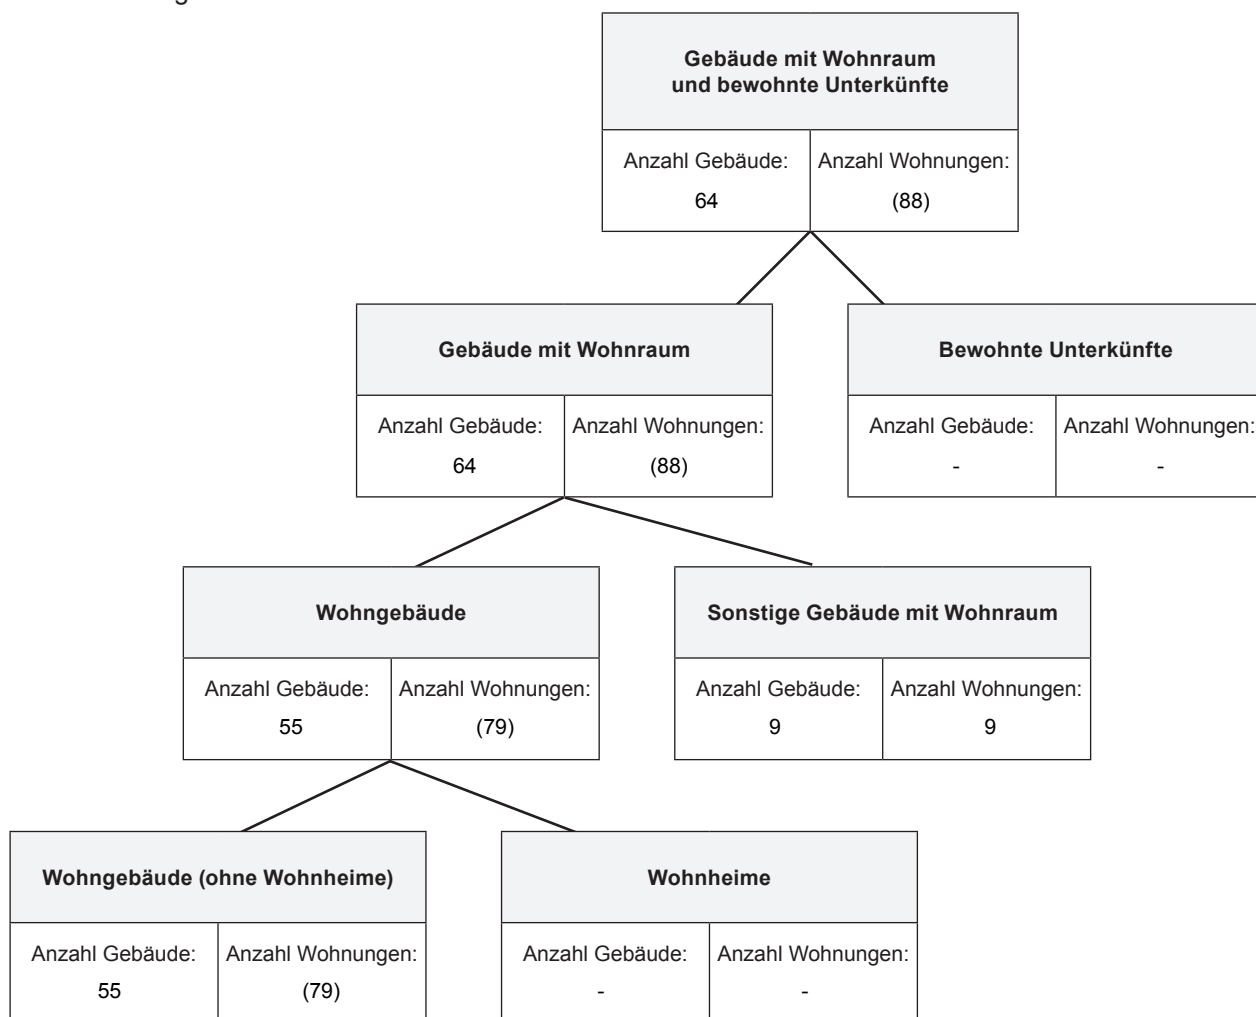 Gebäude mit Wohnraum
und bewohnte Unterkünfte
Anzahl Gebäude: Anzahl Wohnungen:
64 (88)
Gebäude mit Wohnraum
Anzahl Gebäude: Anzahl Wohnungen:
64 (88)
Bewohnte Unterkünfte
Anzahl Gebäude: Anzahl Wohnungen:
- -
Wohngebäude
Anzahl Gebäude: Anzahl Wohnungen:
55 (79)
Sonstige Gebäude mit Wohnraum
Anzahl Gebäude: Anzahl Wohnungen:
9 9
Wohngebäude (ohne Wohnheime)
Anzahl Gebäude: Anzahl Wohnungen:
55 (79)
Wohnheime
Anzahl Gebäude: Anzahl Wohnungen:
- -